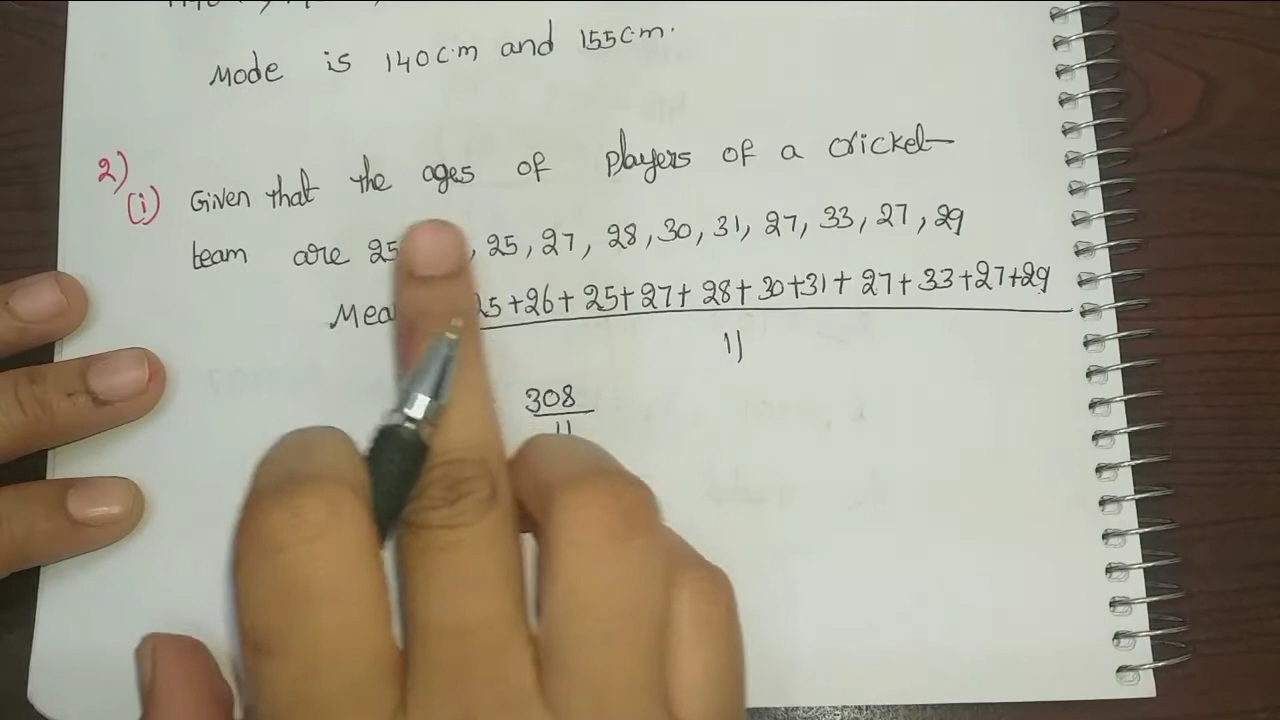 Mode is 140cm and 155cm.
2)
(i) Given that the ages of players of a cricket
team are 25 , 25, 27, 28, 30, 31, 27, 33, 27, 29
25+26+25+27+28+30+31+27+33+27+29
11
308
11